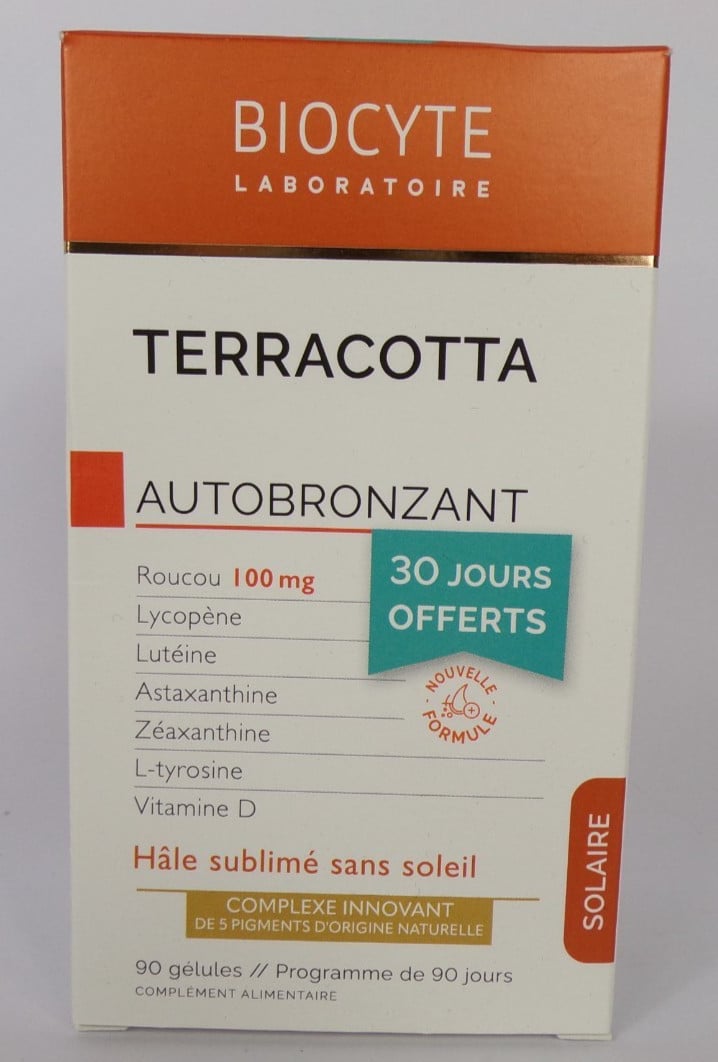 BIOCYTE
LABORATOIRE
TERRACOTTA
AUTOBRONZANT
Roucou 100 mg
Lycopène
Lutéine
Astaxanthine
Zéaxanthine
L-tyrosine
Vitamine D
30 JOURS
OFFERTS
· NOUVELLE ·
FORMULE
Hâle sublimé sans soleil
COMPLEXE INNOVANT
DE 5 PIGMENTS D'ORIGINE NATURELLE
90 gélules // Programme de 90 jours
COMPLÉMENT ALIMENTAIRE
SOLAIRE